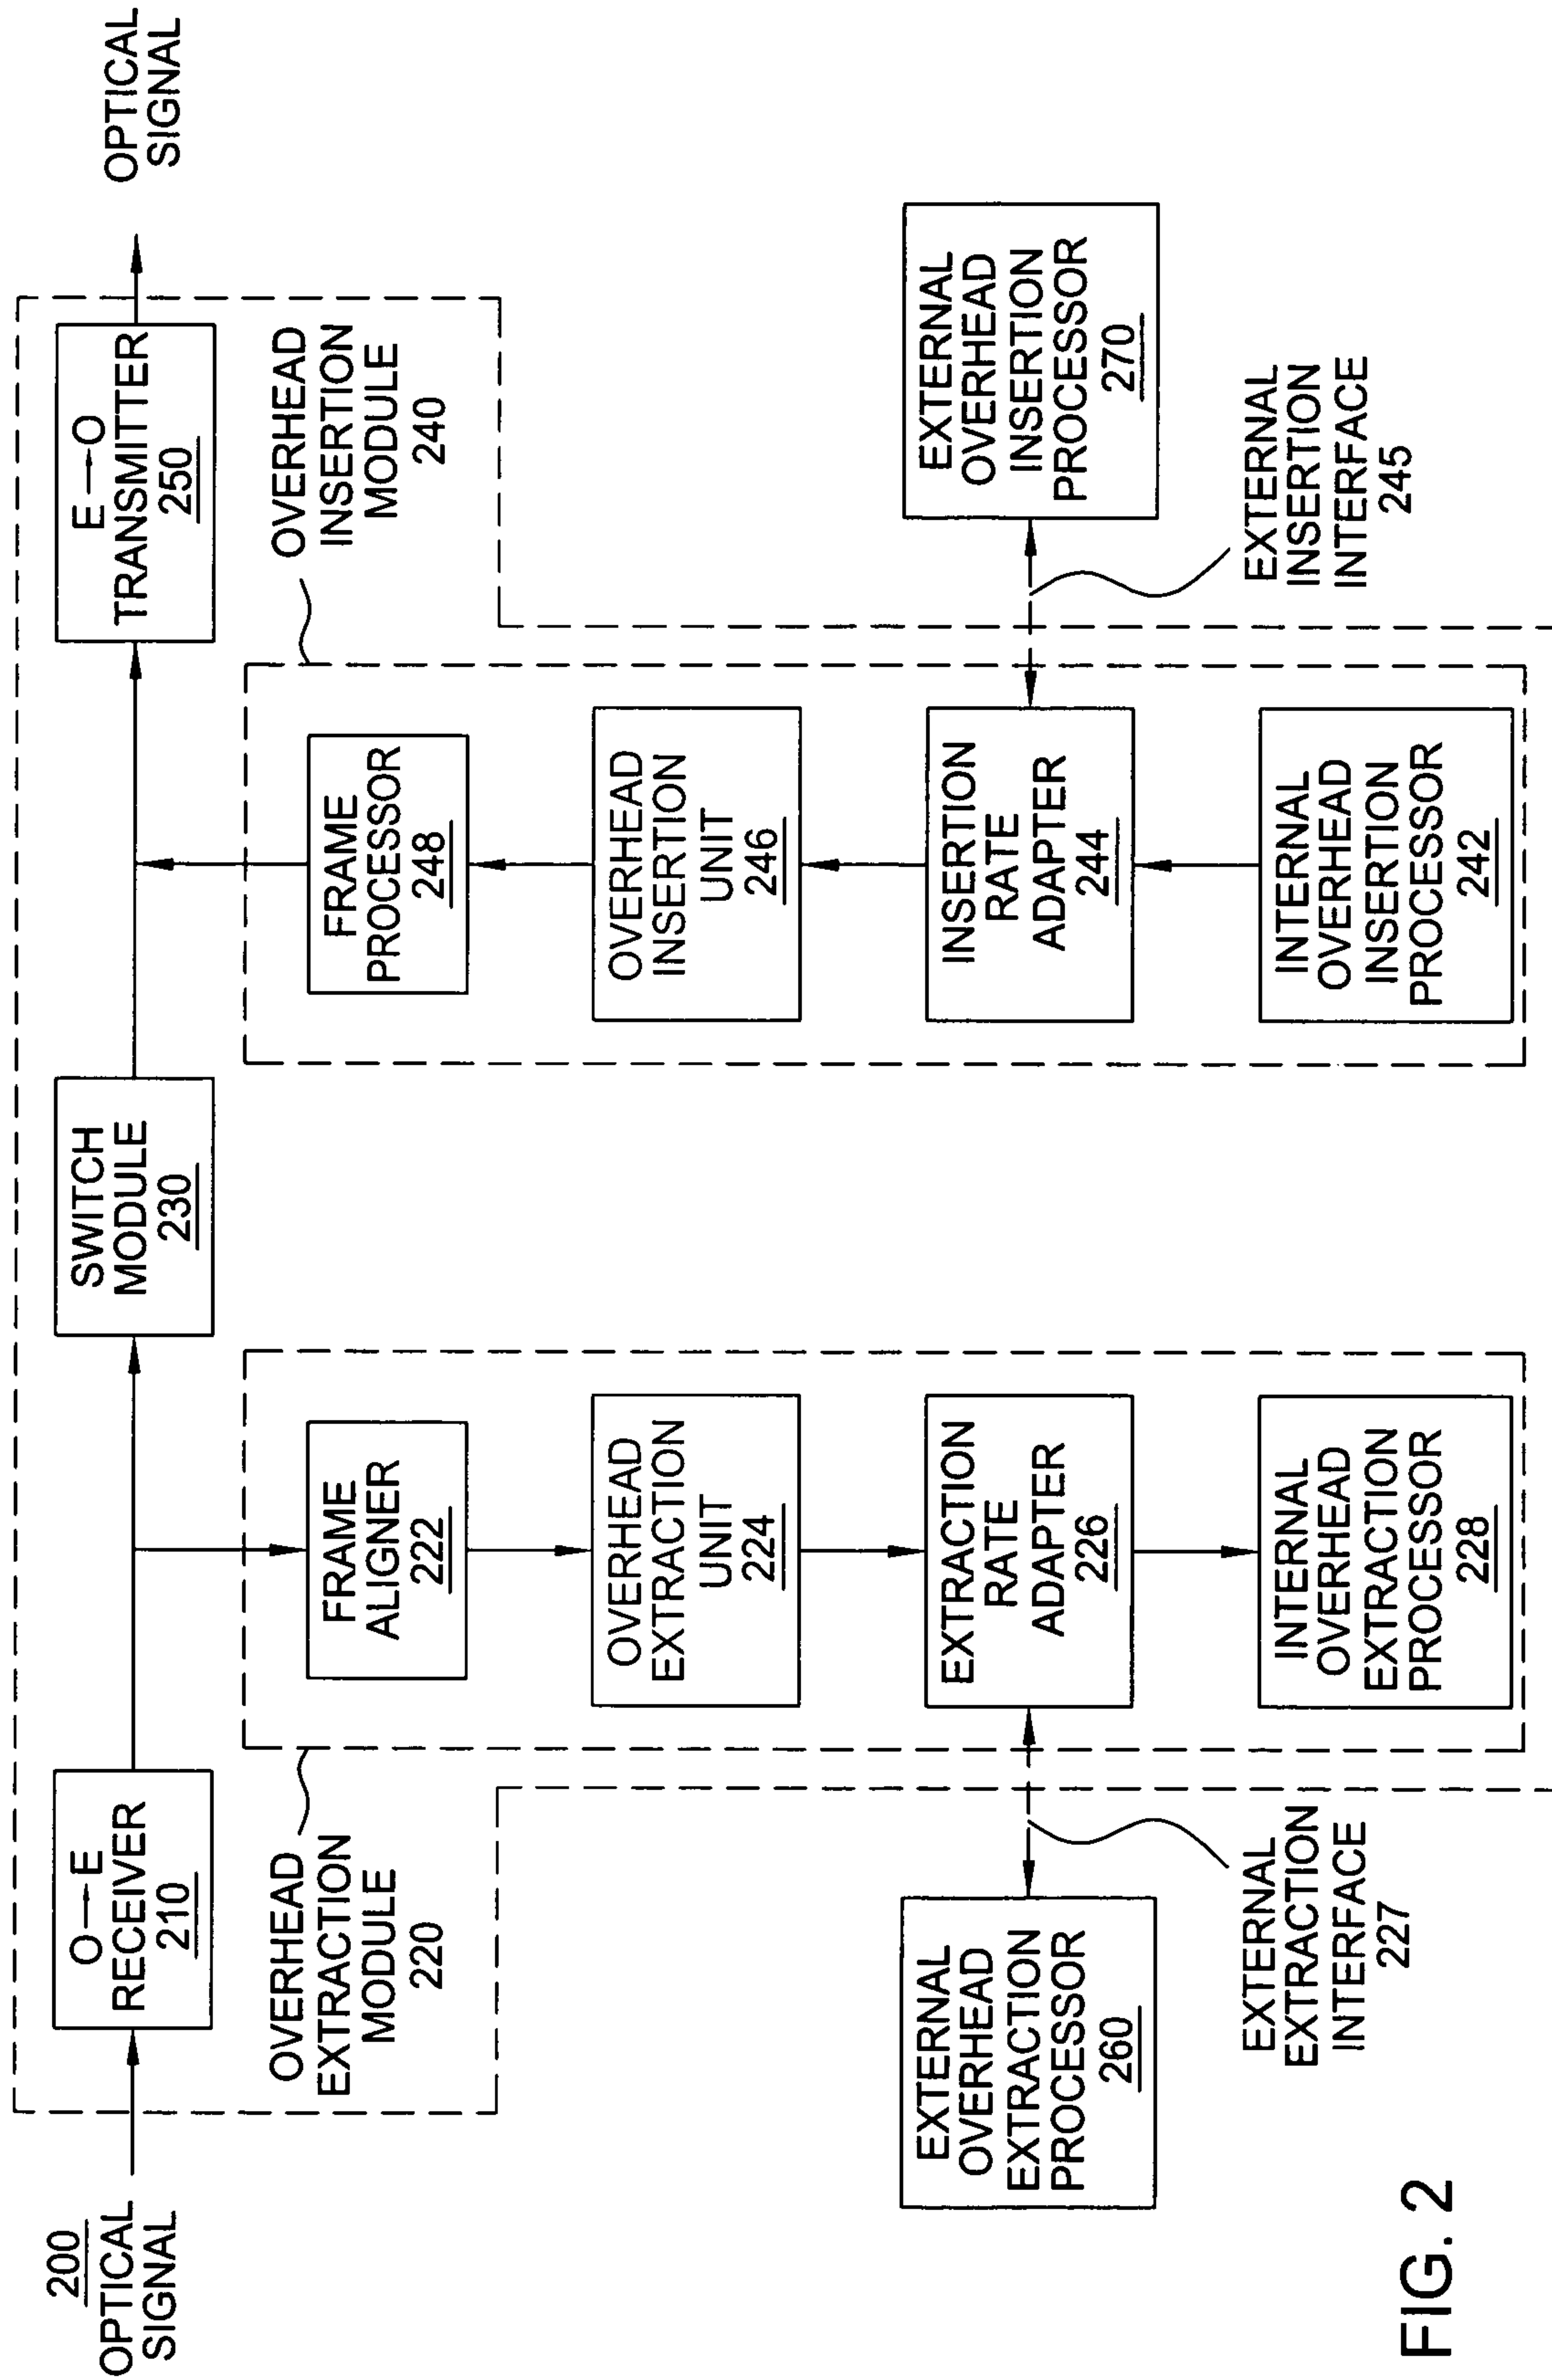 200
OPTICAL
SIGNAL
O→E
RECEIVER
210
SWITCH
MODULE
230
E→O
TRANSMITTER
250
OPTICAL
SIGNAL
OVERHEAD
EXTRACTION
MODULE
220
FRAME
ALIGNER
222
FRAME
PROCESSOR
248
OVERHEAD
INSERTION
MODULE
240
OVERHEAD
EXTRACTION
UNIT
224
OVERHEAD
INSERTION
UNIT
246
EXTERNAL
OVERHEAD
EXTRACTION
PROCESSOR
260
EXTRACTION
RATE
ADAPTER
226
INSERTION
RATE
ADAPTER
244
EXTERNAL
OVERHEAD
INSERTION
PROCESSOR
270
EXTERNAL
EXTRACTION
INTERFACE
227
INTERNAL
OVERHEAD
EXTRACTION
PROCESSOR
228
INTERNAL
OVERHEAD
INSERTION
PROCESSOR
242
EXTERNAL
INSERTION
INTERFACE
245
FIG. 2